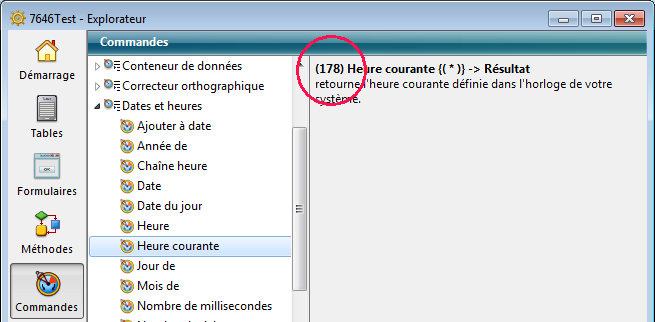 7646Test - Explorateur
Démarrage
Tables
Formulaires
Méthodes
Commandes
Commandes
Conteneur de données
Correcteur orthographique
Dates et heures
Ajouter à date
Année de
Chaîne heure
Date
Date du jour
Heure
Heure courante
Jour de
Mois de
Nombre de millisecondes
(178) Heure courante {( * )} -> Résultat
retourne l'heure courante définie dans l'horloge de votre
système.